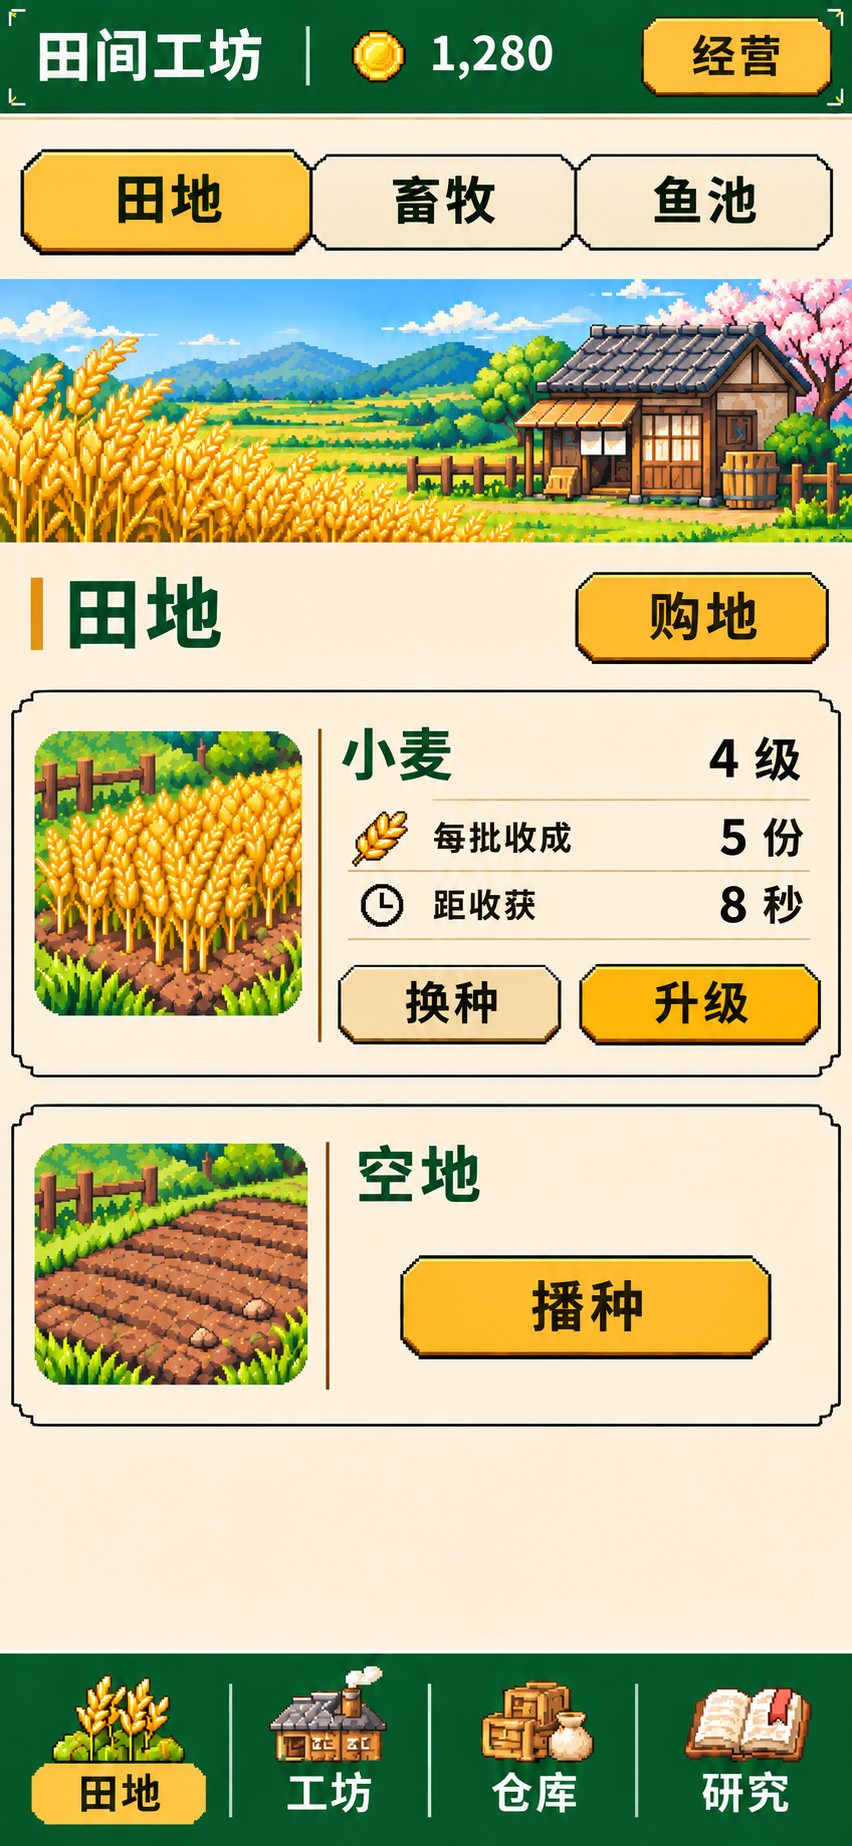 田间工坊 1,280 经营
田地 畜牧 鱼池
田地 购地
小麦 4 级
每批收成 5 份
距收获 8 秒
换种 升级
空地
播种
田地 工坊 仓库 研究